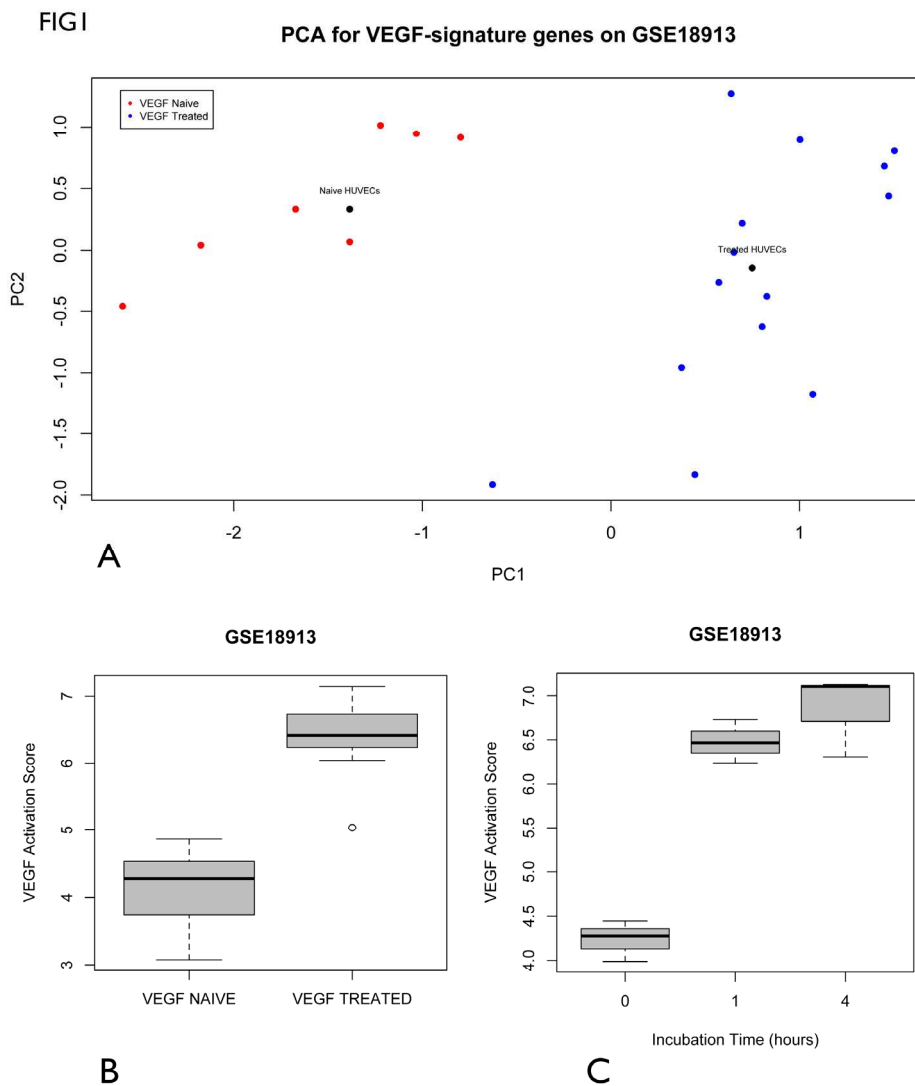 FIG1
PCA for VEGF-signature genes on GSE18913
VEGF Naive
VEGF Treated
Naive HUVECs
Treated HUVECs
PC2
1.0
0.5
0.0
-0.5
-1.0
-1.5
-2.0
-2
-1
0
1
PC1
A
GSE18913
VEGF Activation Score
7
6
5
4
3
VEGF NAIVE
VEGF TREATED
B
GSE18913
VEGF Activation Score
7.0
6.5
6.0
5.5
5.0
4.5
4.0
0
1
4
Incubation Time (hours)
C